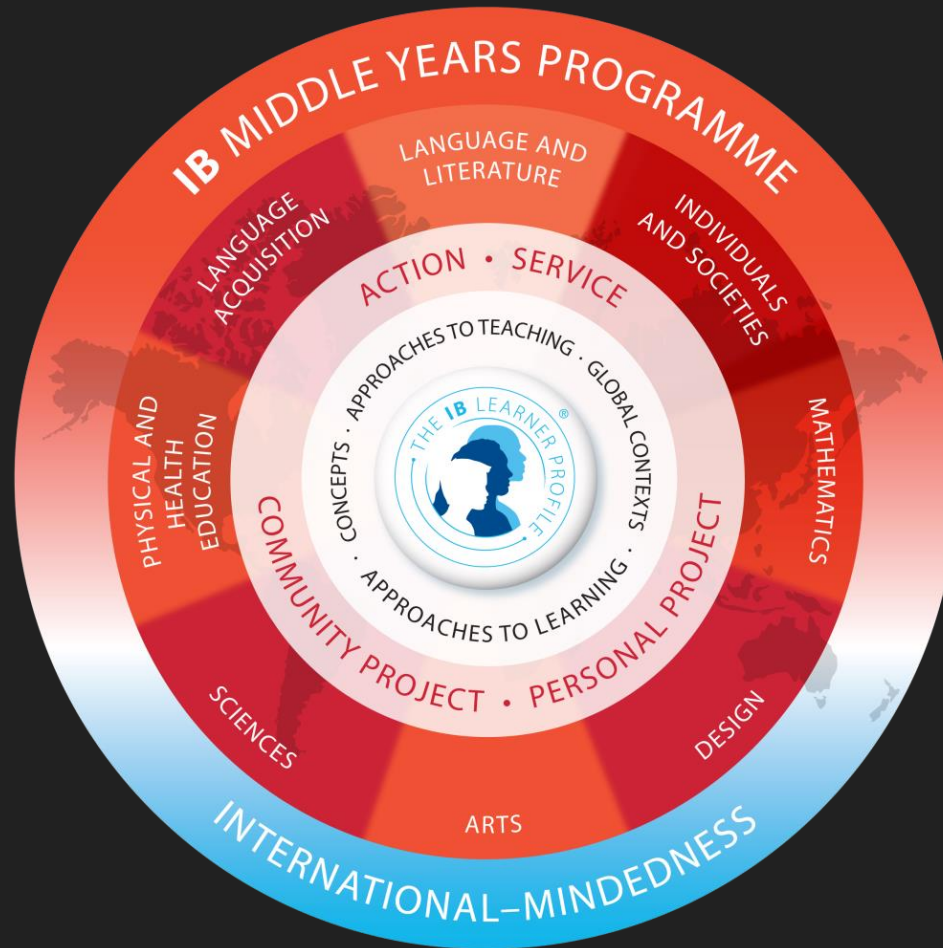 IB MIDDLE YEARS PROGRAMME
LANGUAGE AND
LITERATURE
INDIVIDUALS
AND SOCIETIES
MATHEMATICS
DESIGN
ARTS
SCIENCES
PHYSICAL AND
HEALTH
EDUCATION
LANGUAGE
ACQUISITION
ACTION • SERVICE
PERSONAL PROJECT
•
COMMUNITY PROJECT
APPROACHES TO TEACHING · GLOBAL CONTEXTS ·
APPROACHES TO LEARNING · CONCEPTS ·
THE IB LEARNER PROFILE ®
INTERNATIONAL–MINDEDNESS